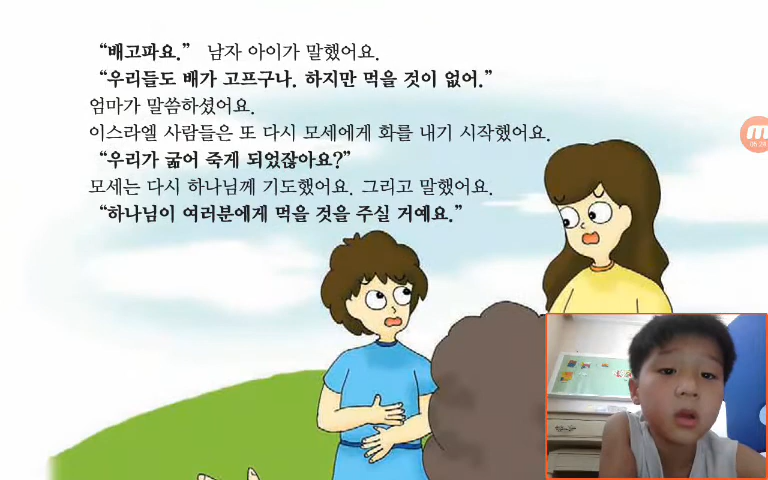 “배고파요.” 남자 아이가 말했어요.
“우리들도 배가 고프구나. 하지만 먹을 것이 없어.”
엄마가 말씀하셨어요.
이스라엘 사람들은 또 다시 모세에게 화를 내기 시작했어요.
“우리가 굶어 죽게 되었잖아요?”
모세는 다시 하나님께 기도했어요. 그리고 말했어요.
“하나님이 여러분에게 먹을 것을 주실 거예요.”
06:24